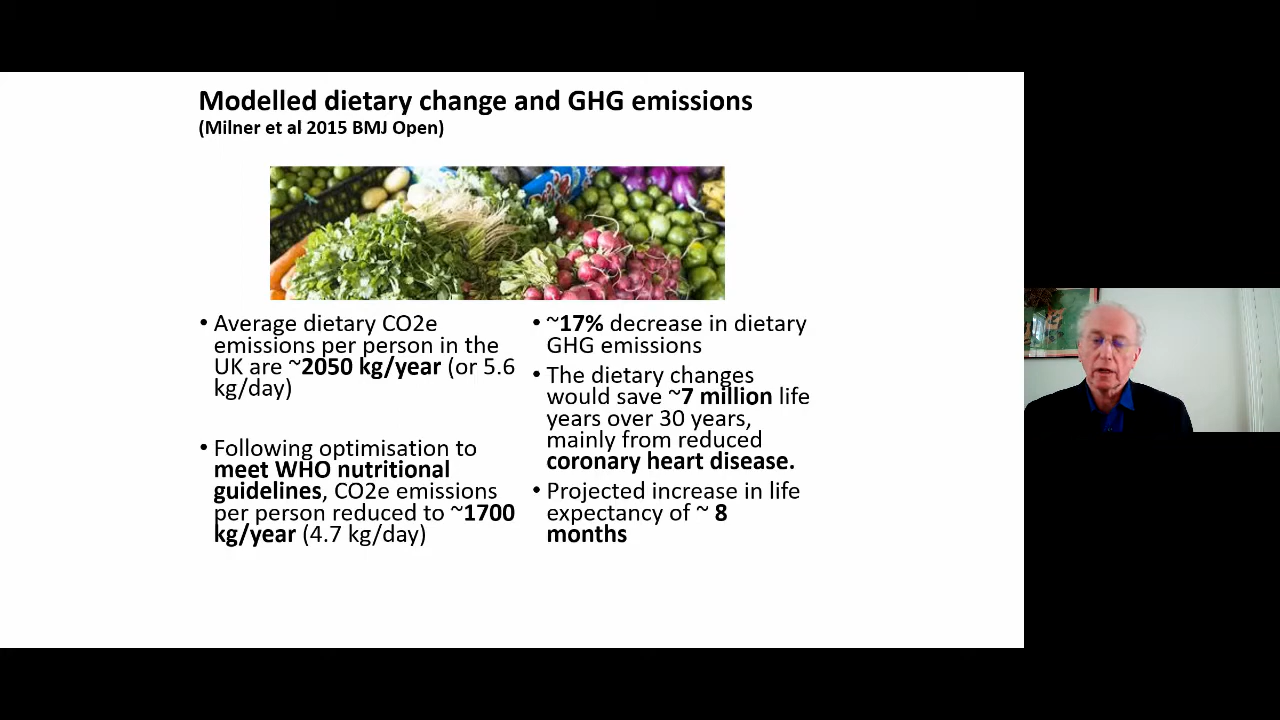 Modelled dietary change and GHG emissions
(Milner et al 2015 BMJ Open)
• Average dietary CO2e
emissions per person in the
UK are ~2050 kg/year (or 5.6
kg/day)
• Following optimisation to
meet WHO nutritional
guidelines, CO2e emissions
per person reduced to ~1700
kg/year (4.7 kg/day)
• ~17% decrease in dietary
GHG emissions
• The dietary changes
would save ~7 million life
years over 30 years,
mainly from reduced
coronary heart disease.
• Projected increase in life
expectancy of ~ 8
months